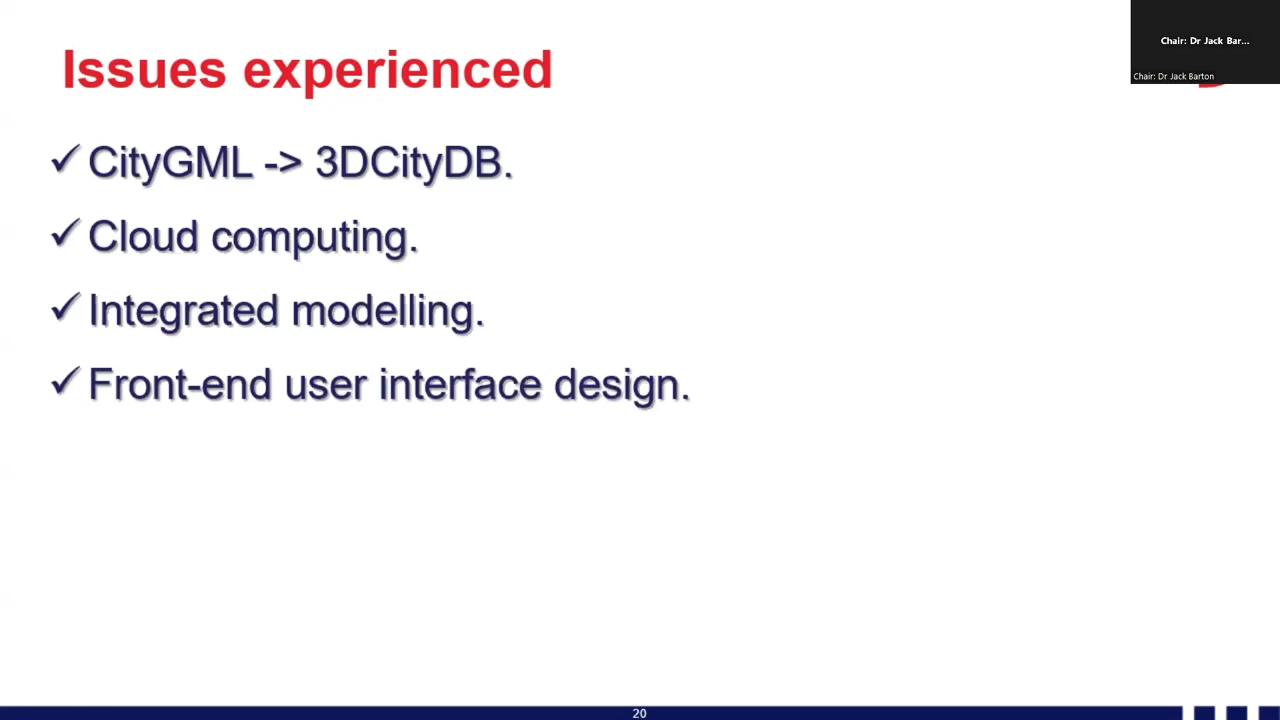 Issues experienced
Chair: Dr Jack Bar...
Chair: Dr Jack Barton
✓ CityGML -> 3DCityDB.
✓ Cloud computing.
✓ Integrated modelling.
✓ Front-end user interface design.
20